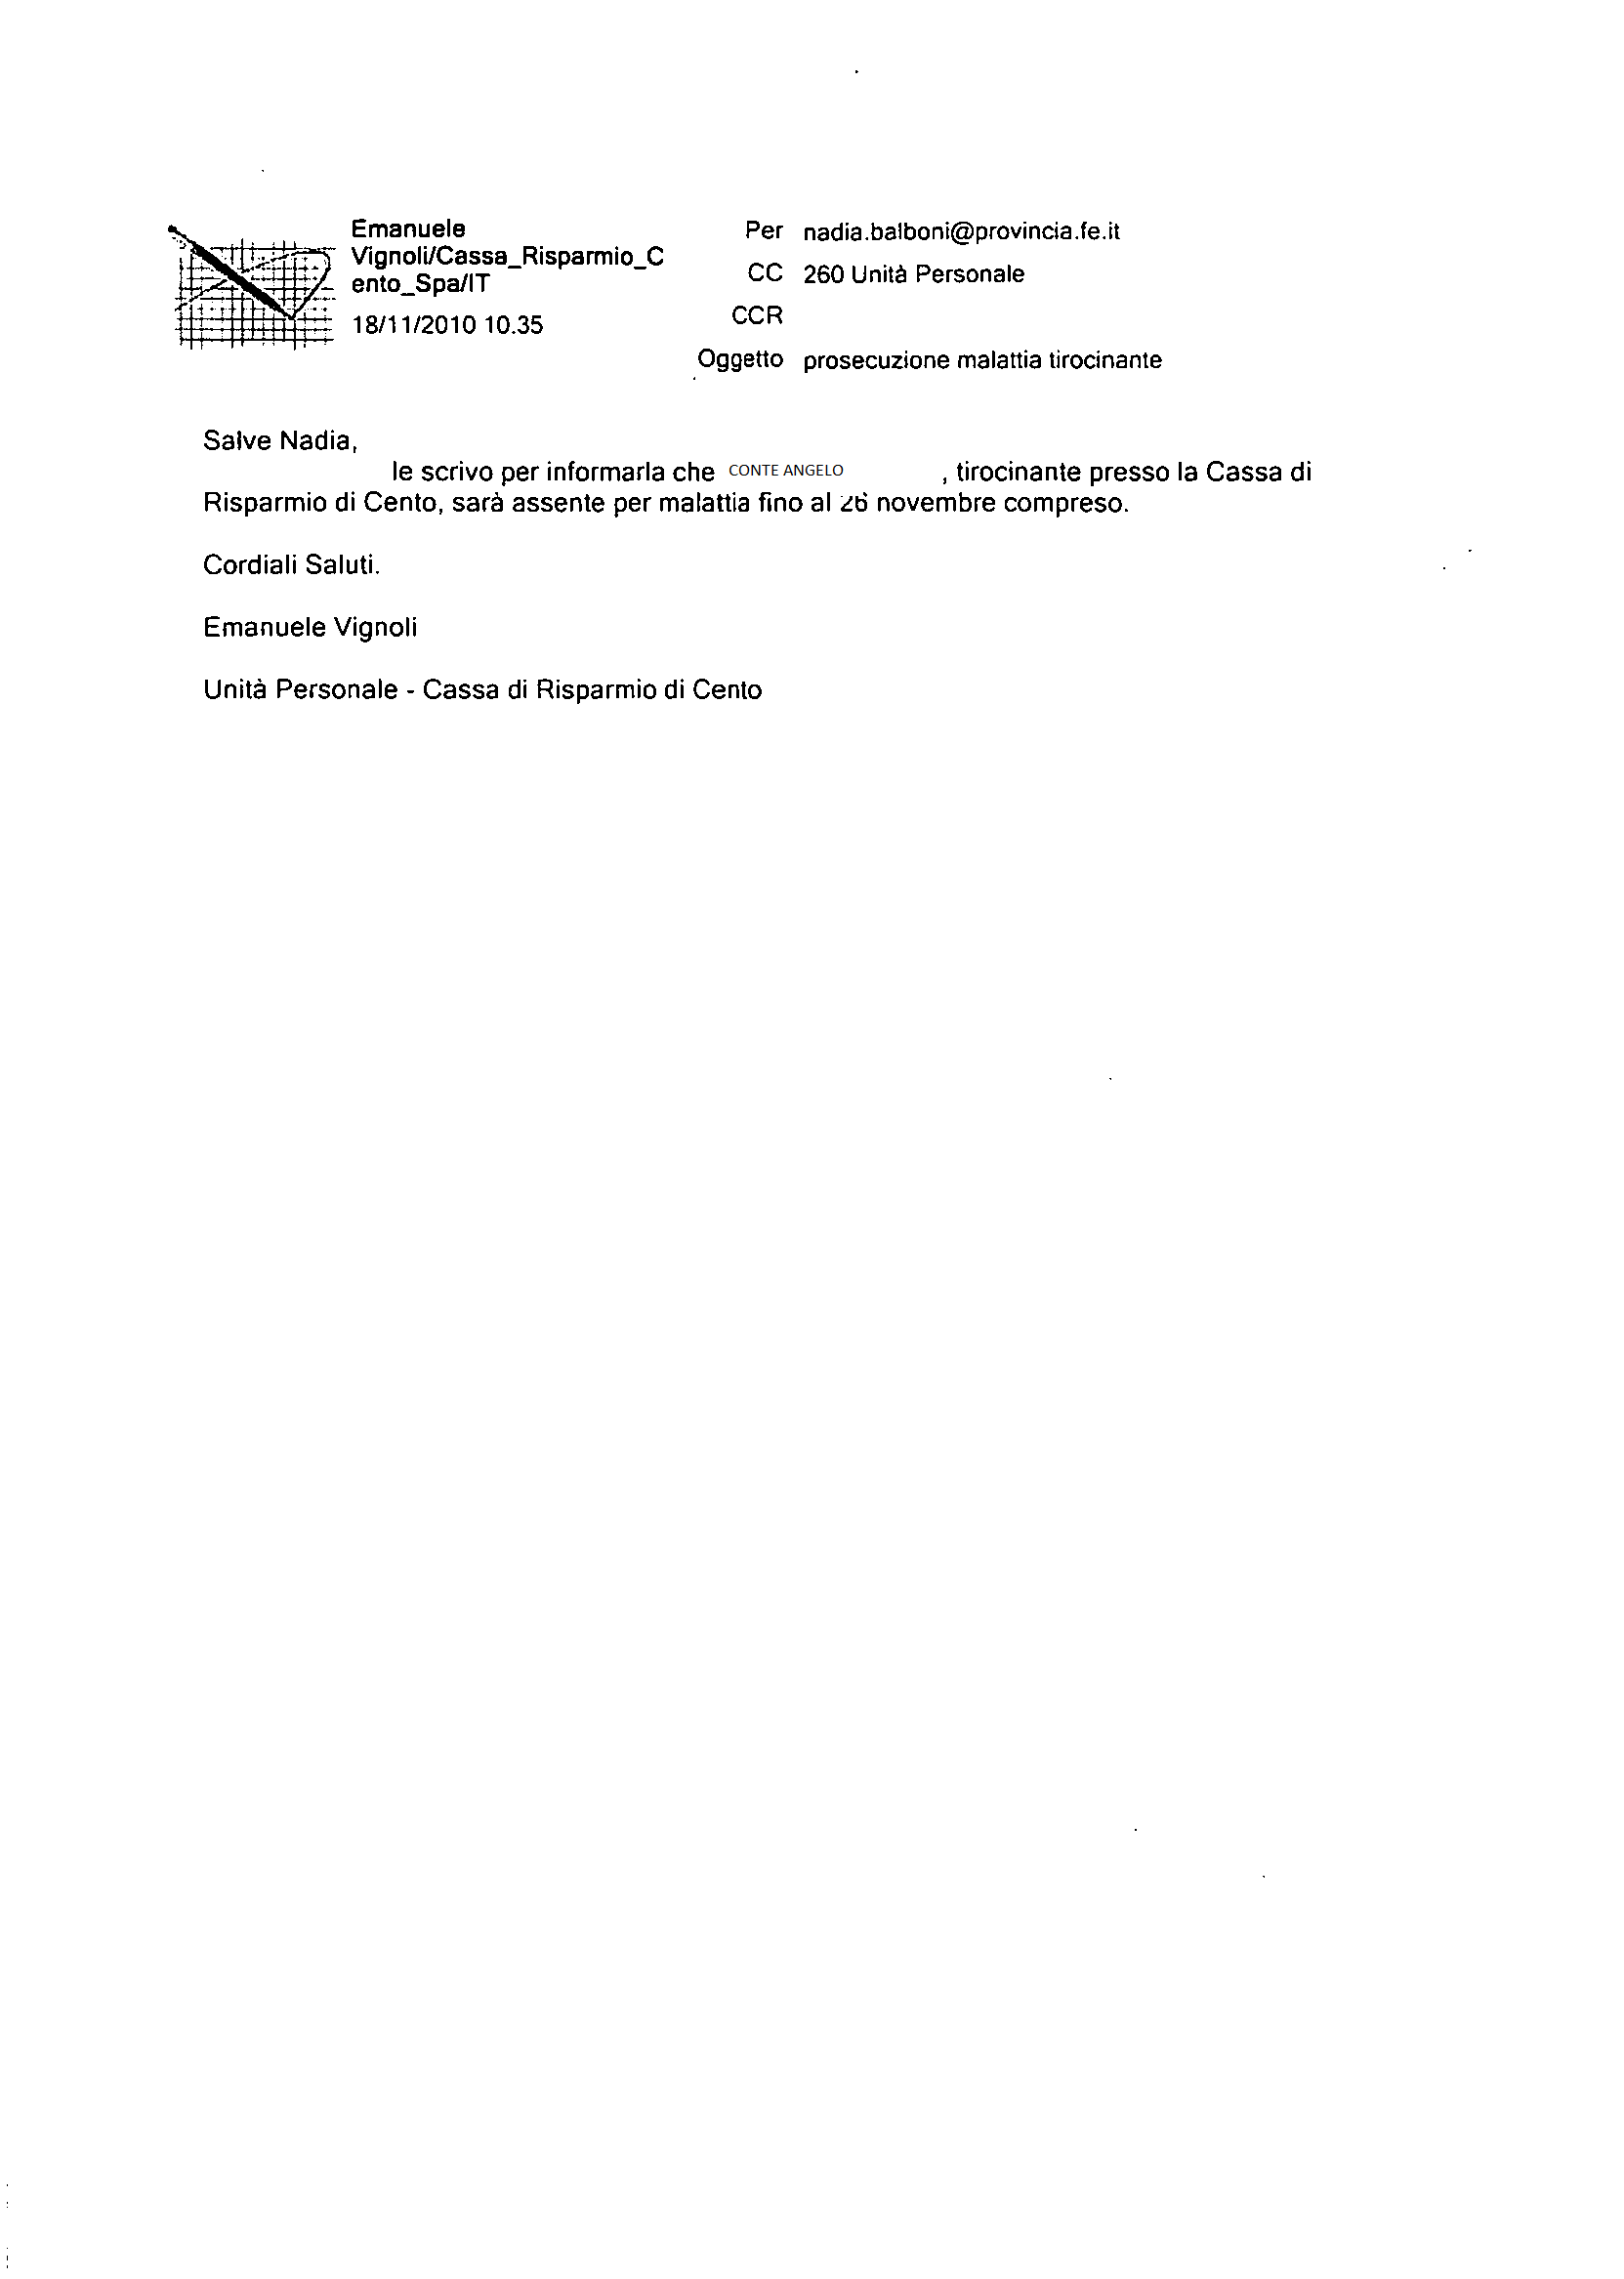 Emanuele
Vignoli/Cassa_Risparmio_C
ento_Spa/IT
18/11/2010 10.35
Per nadia.balboni@provincia.fe.it
CC 260 Unità Personale
CCR
Oggetto prosecuzione malattia tirocinante
Salve Nadia,
le scrivo per informarla che CONTE ANGELO , tirocinante presso la Cassa di
Risparmio di Cento, sarà assente per malattia fino al 26 novembre compreso.
Cordiali Saluti.
Emanuele Vignoli
Unità Personale - Cassa di Risparmio di Cento